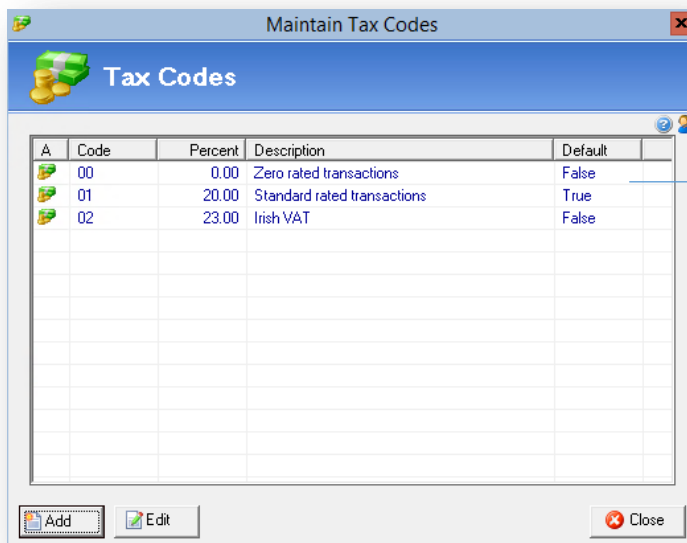 Maintain Tax Codes
Tax Codes
A Code Percent Description Default
00 0.00 Zero rated transactions False
01 20.00 Standard rated transactions True
02 23.00 Irish VAT False
Add Edit Close